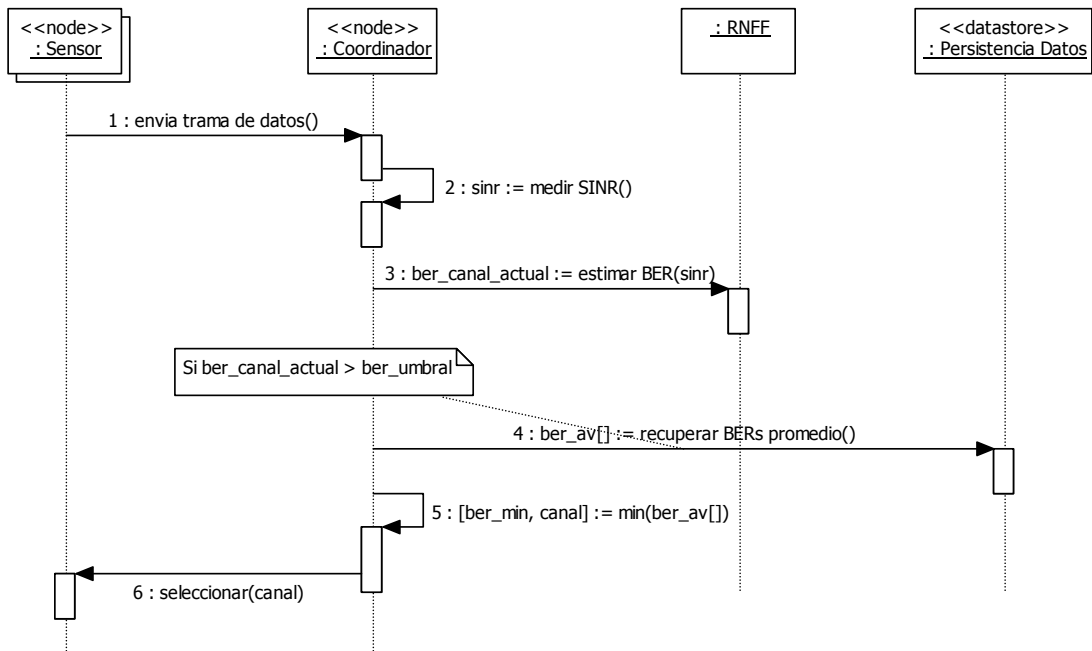 <<node>>
: Sensor
<<node>>
: Coordinador
: RNFF
<<datastore>>
: Persistencia Datos
1 : envia trama de datos()
2 : sinr := medir SINR()
3 : ber_canal_actual := estimar BER(sinr)
Si ber_canal_actual > ber_umbral
4 : ber_av[] := recuperar BERs promedio()
5 : [ber_min, canal] := min(ber_av[])
6 : seleccionar(canal)